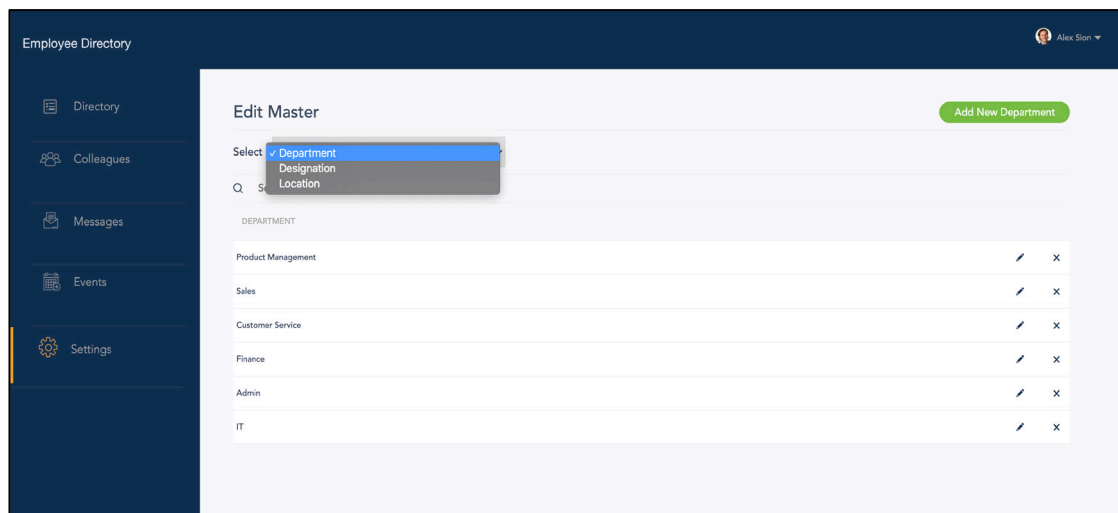 Employee Directory
Alex Sion
Directory
Colleagues
Messages
Events
Settings
Edit Master
Add New Department
Select
✓ Department
Designation
Location
DEPARTMENT
Product Management
Sales
Customer Service
Finance
Admin
IT